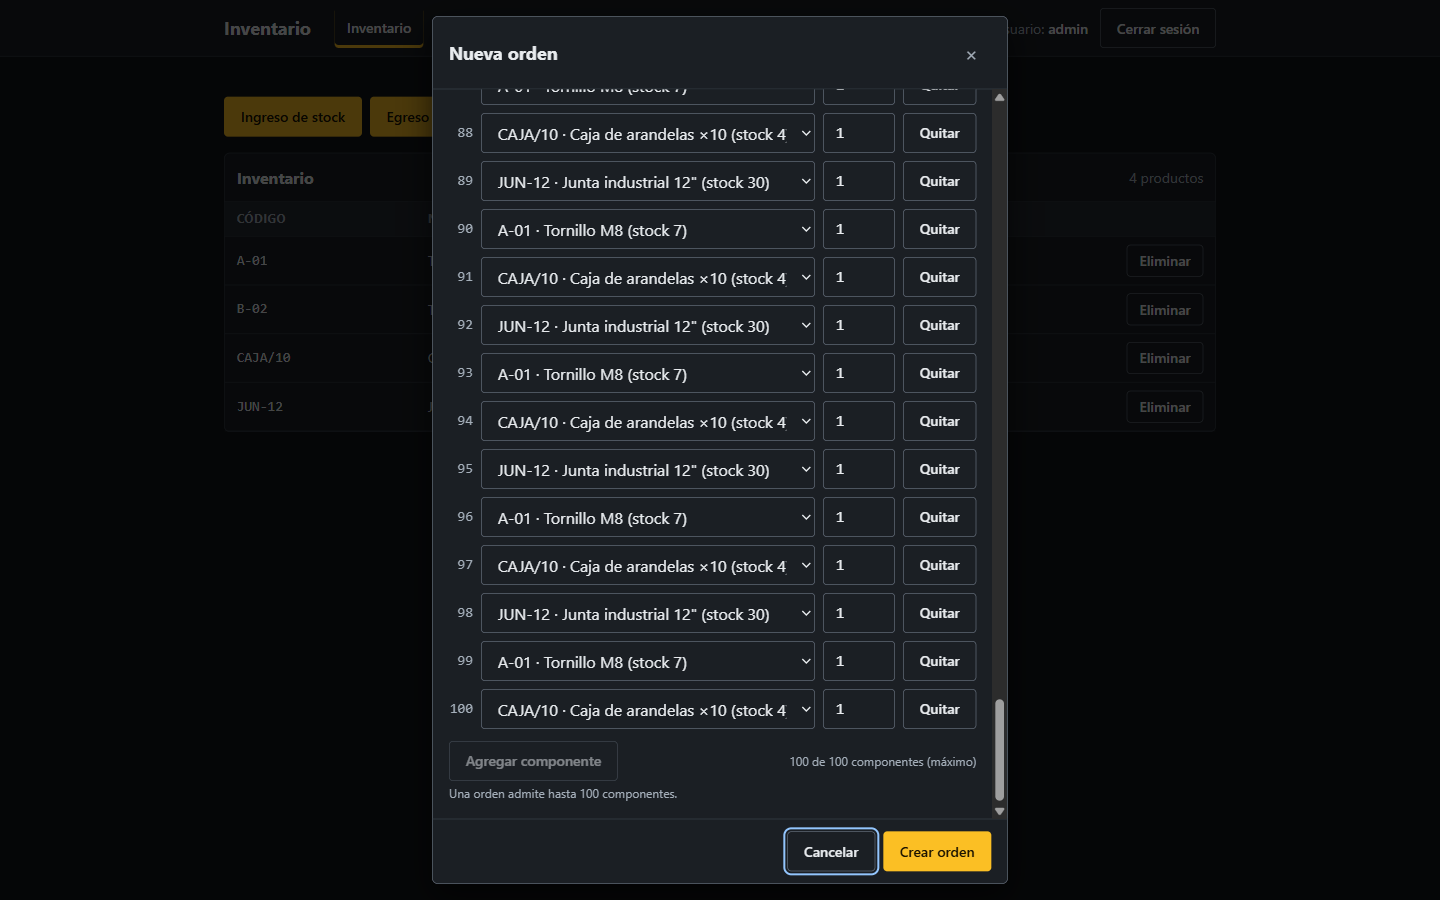 Inventario
Inventario
Nueva orden
×
uario: admin
Cerrar sesión
Ingreso de stock
Egreso
Inventario
4 productos
CÓDIGO
A-01
Eliminar
B-02
Eliminar
CAJA/10
Eliminar
JUN-12
Eliminar
A-01 · Tornillo M8 (stock 7) 1 Quitar
88 CAJA/10 · Caja de arandelas ×10 (stock 4 1 Quitar
89 JUN-12 · Junta industrial 12" (stock 30) 1 Quitar
90 A-01 · Tornillo M8 (stock 7) 1 Quitar
91 CAJA/10 · Caja de arandelas ×10 (stock 4 1 Quitar
92 JUN-12 · Junta industrial 12" (stock 30) 1 Quitar
93 A-01 · Tornillo M8 (stock 7) 1 Quitar
94 CAJA/10 · Caja de arandelas ×10 (stock 4 1 Quitar
95 JUN-12 · Junta industrial 12" (stock 30) 1 Quitar
96 A-01 · Tornillo M8 (stock 7) 1 Quitar
97 CAJA/10 · Caja de arandelas ×10 (stock 4 1 Quitar
98 JUN-12 · Junta industrial 12" (stock 30) 1 Quitar
99 A-01 · Tornillo M8 (stock 7) 1 Quitar
100 CAJA/10 · Caja de arandelas ×10 (stock 4 1 Quitar
Agregar componente
100 de 100 componentes (máximo)
Una orden admite hasta 100 componentes.
Cancelar
Crear orden